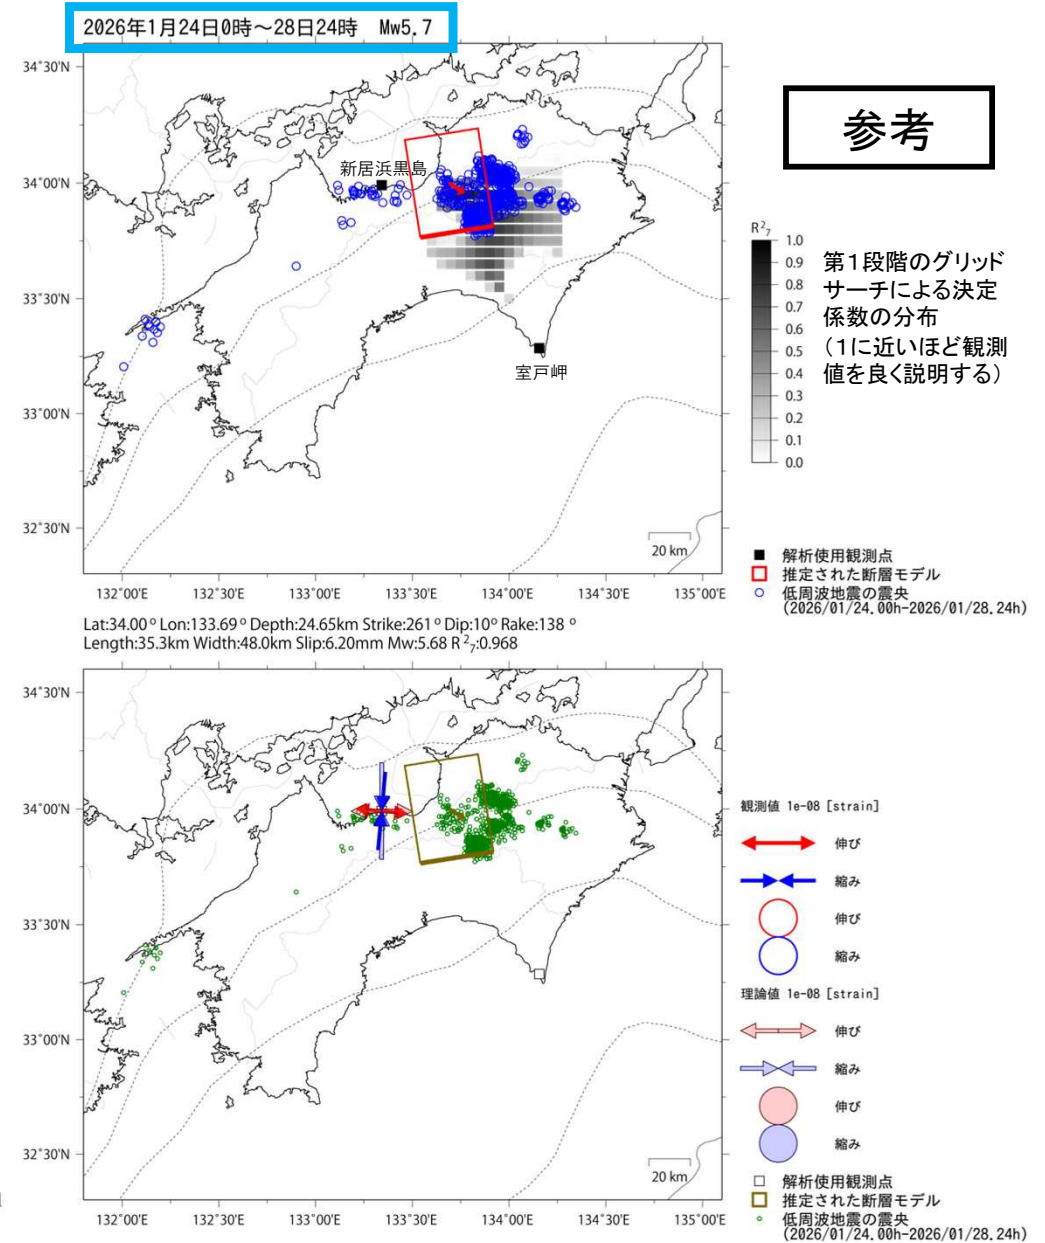 2026年1月24日0時～28日24時　Mw5.7
参考
34°30'N
34°00'N
33°30'N
33°00'N
32°30'N
新居浜黒島
室戸岬
20 km
132°00'E 132°30'E 133°00'E 133°30'E 134°00'E 134°30'E 135°00'E
R²₇
1.0
0.9
0.8
0.7
0.6
0.5
0.4
0.3
0.2
0.1
0.0
第１段階のグリッド
サーチによる決定
係数の分布
（１に近いほど観測
値を良く説明する）
解析使用観測点
推定された断層モデル
低周波地震の震央
(2026/01/24.00h-2026/01/28.24h)
Lat:34.00° Lon:133.69° Depth:24.65km Strike:261° Dip:10° Rake:138°
Length:35.3km Width:48.0km Slip:6.20mm Mw:5.68 R²₇:0.968
34°30'N
34°00'N
33°30'N
33°00'N
32°30'N
20 km
132°00'E 132°30'E 133°00'E 133°30'E 134°00'E 134°30'E 135°00'E
観測値 1e-08 [strain]
伸び
縮み
伸び
縮み
理論値 1e-08 [strain]
伸び
縮み
伸び
縮み
解析使用観測点
推定された断層モデル
低周波地震の震央
(2026/01/24.00h-2026/01/28.24h)